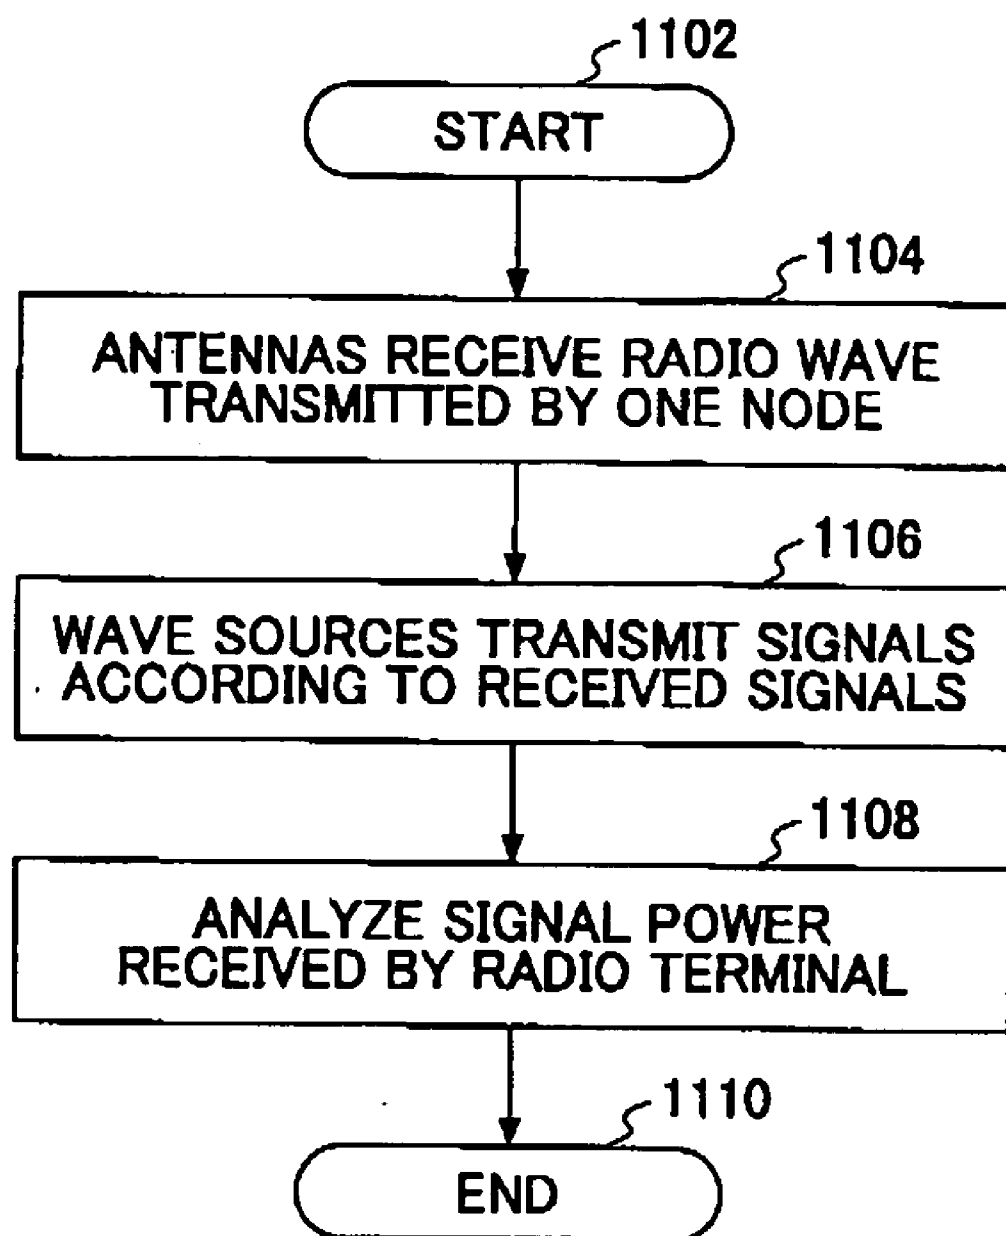 1102
START
1104
ANTENNAS RECEIVE RADIO WAVE
TRANSMITTED BY ONE NODE
1106
WAVE SOURCES TRANSMIT SIGNALS
ACCORDING TO RECEIVED SIGNALS
1108
ANALYZE SIGNAL POWER
RECEIVED BY RADIO TERMINAL
1110
END